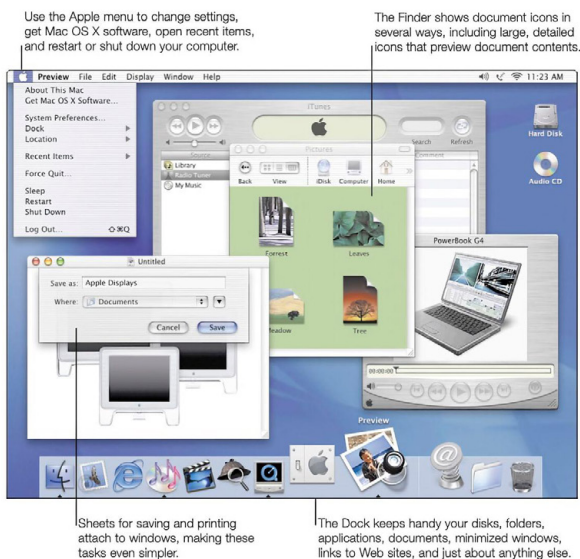 Use the Apple menu to change settings,
get Mac OS X software, open recent items,
and restart or shut down your computer.
The Finder shows document icons in
several ways, including large, detailed
icons that preview document contents.
Preview File Edit Display Window Help
11:23 AM
About This Mac
Get Mac OS X Software...
System Preferences...
Dock
Location
Recent Items
Force Quit...
Sleep
Restart
Shut Down
Log Out... ⇧⌘Q
iTunes
Source
Search
Refresh
Library
Radio Tuner
My Music
Comment
Pictures
Back
View
iDisk
Computer
Home
Forrest
Leaves
Meadow
Tree
Hard Disk
Audio CD
PowerBook G4
00:00:00
Untitled
Save as: Apple Displays
Where: Documents
Cancel
Save
Preview
Sheets for saving and printing
attach to windows, making these
tasks even simpler.
The Dock keeps handy your disks, folders,
applications, documents, minimized windows,
links to Web sites, and just about anything else.